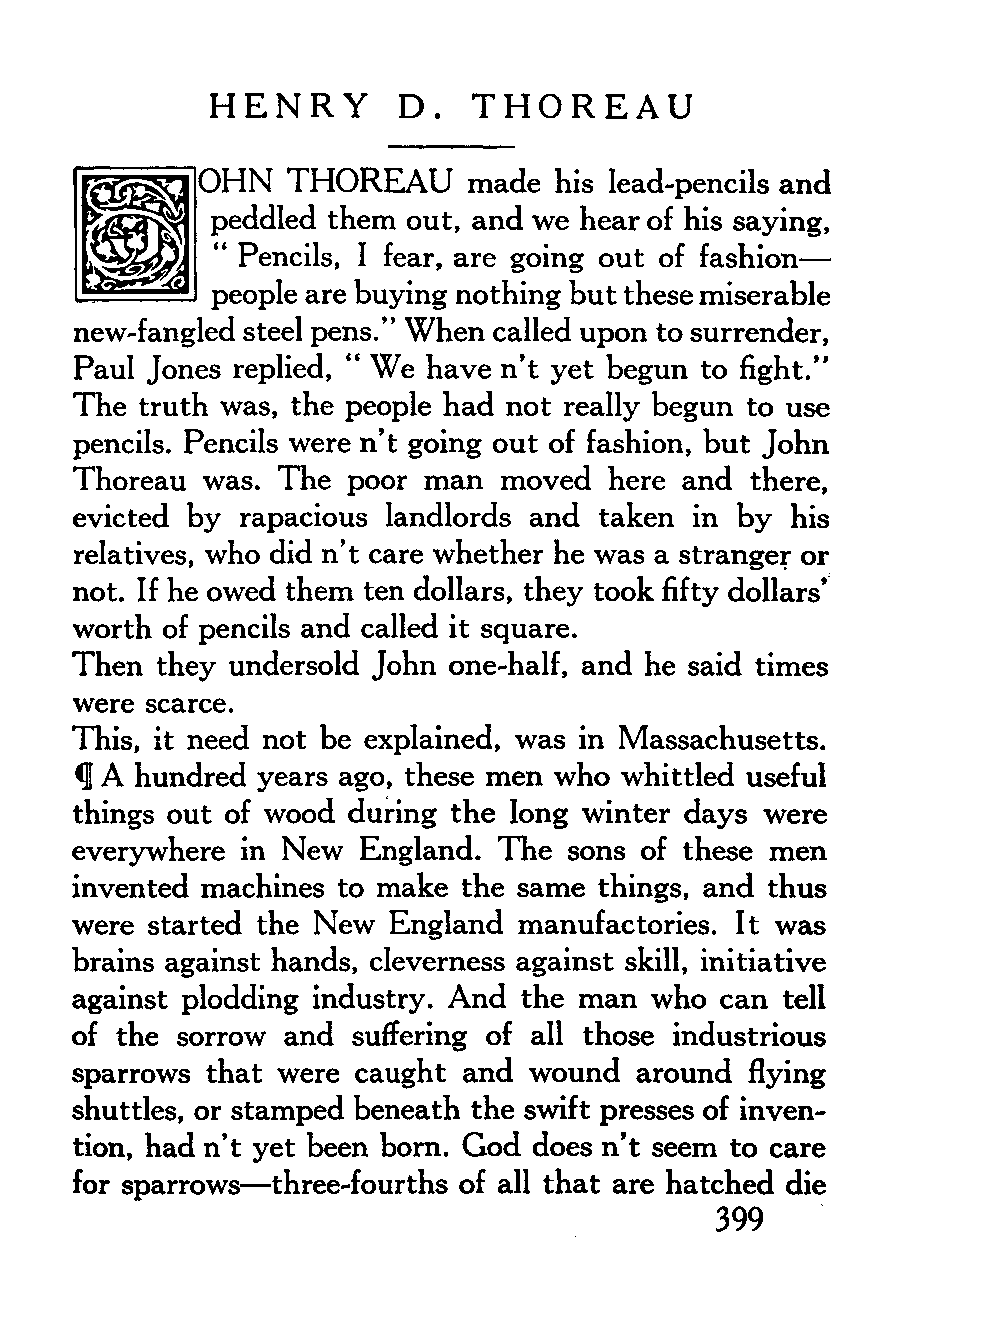 HENRY D. THOREAU
JOHN THOREAU made his lead-pencils and
peddled them out, and we hear of his saying,
“ Pencils, I fear, are going out of fashion—
people are buying nothing but these miserable
new-fangled steel pens.” When called upon to surrender,
Paul Jones replied, “ We have n’t yet begun to fight.”
The truth was, the people had not really begun to use
pencils. Pencils were n’t going out of fashion, but John
Thoreau was. The poor man moved here and there,
evicted by rapacious landlords and taken in by his
relatives, who did n’t care whether he was a stranger or
not. If he owed them ten dollars, they took fifty dollars’
worth of pencils and called it square.
Then they undersold John one-half, and he said times
were scarce.
This, it need not be explained, was in Massachusetts.
¶ A hundred years ago, these men who whittled useful
things out of wood during the long winter days were
everywhere in New England. The sons of these men
invented machines to make the same things, and thus
were started the New England manufactories. It was
brains against hands, cleverness against skill, initiative
against plodding industry. And the man who can tell
of the sorrow and suffering of all those industrious
sparrows that were caught and wound around flying
shuttles, or stamped beneath the swift presses of inven-
tion, had n’t yet been born. God does n’t seem to care
for sparrows—three-fourths of all that are hatched die
399